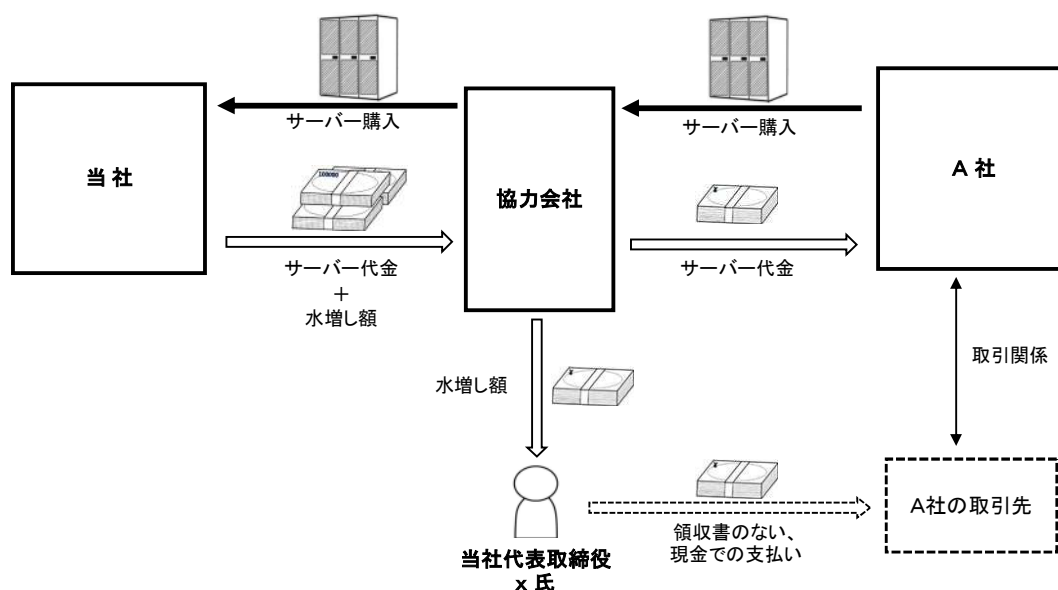 サーバー購入
サーバー購入
当社
協力会社
A 社
サーバー代金
＋
水増し額
サーバー代金
水増し額
取引関係
A社の取引先
領収書のない、
現金での支払い
当社代表取締役
x 氏